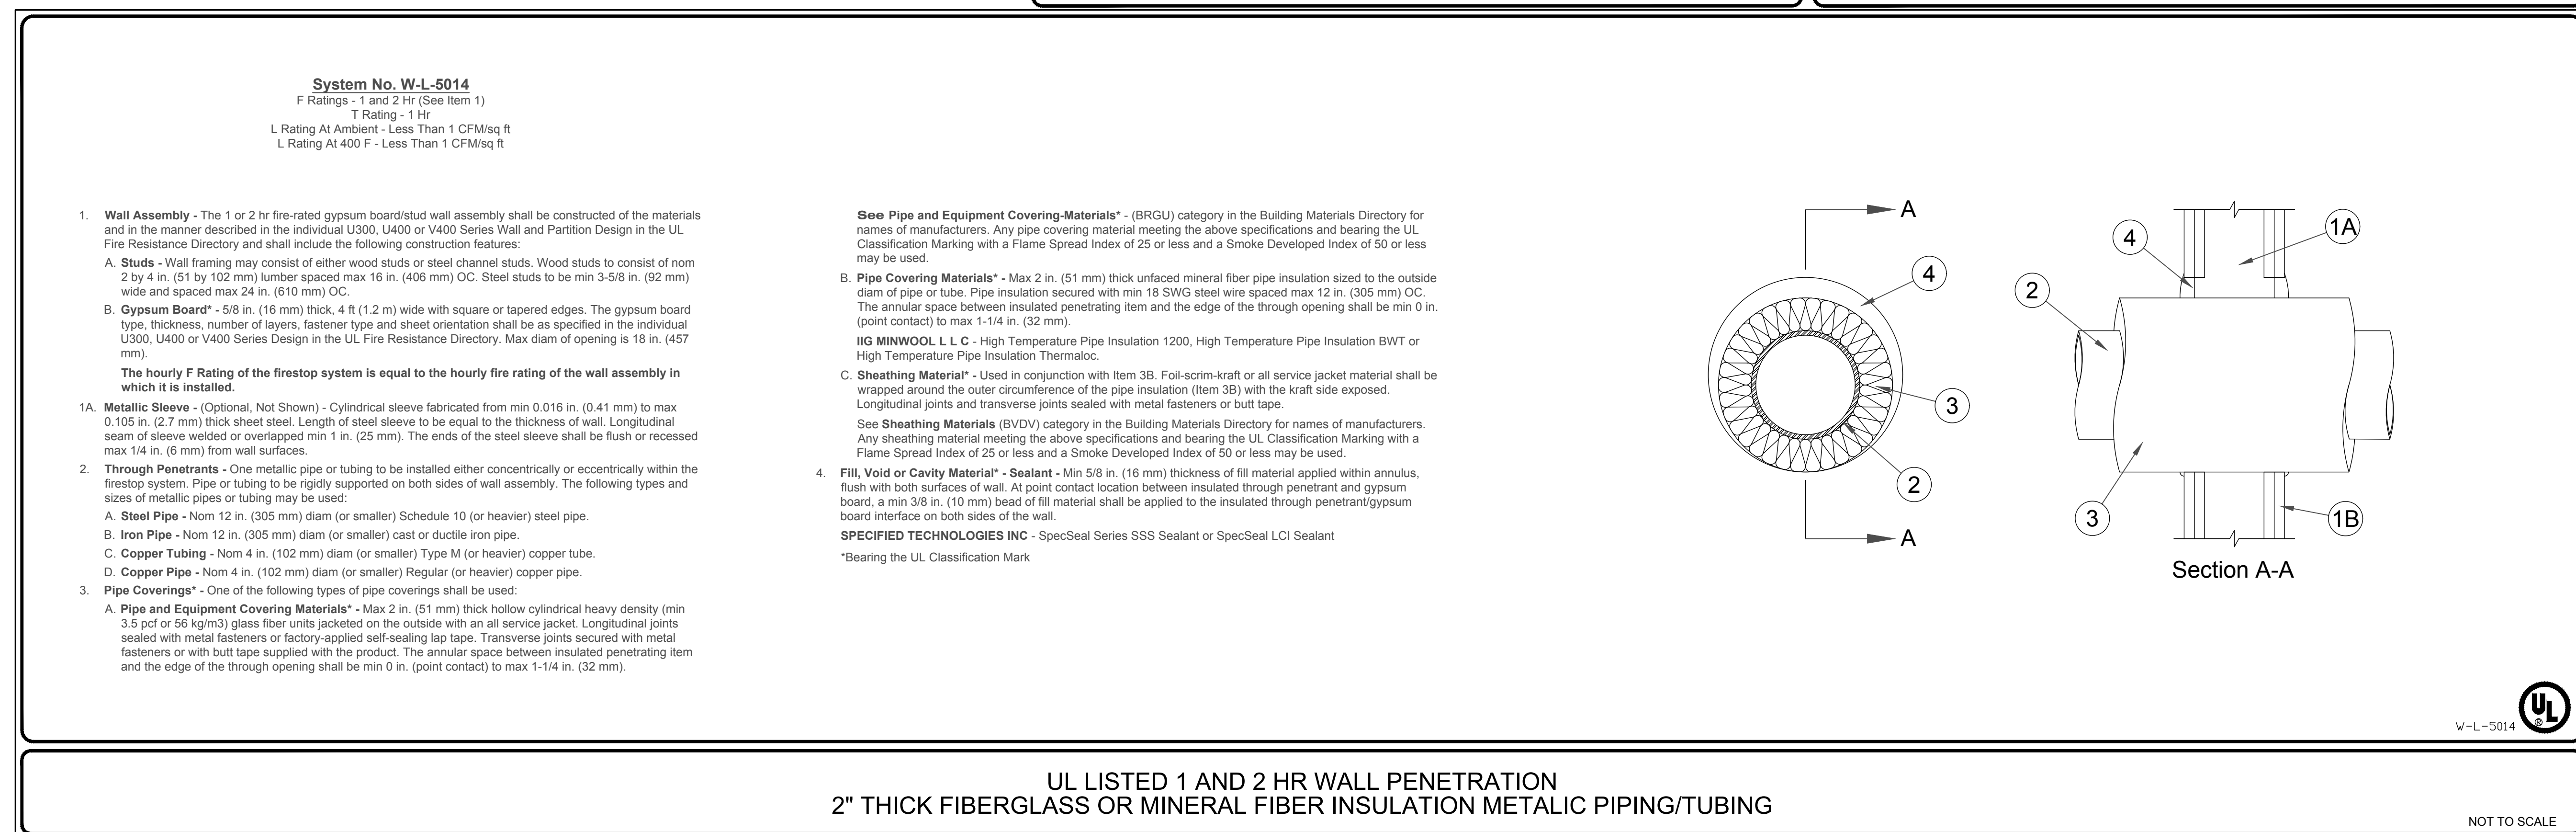 System No. W-L-5014
F Ratings - 1 and 2 Hr (See Item 1)
T Rating - 1 Hr
L Rating At Ambient - Less Than 1 CFM/sq ft
L Rating At 400 F - Less Than 1 CFM/sq ft
1. Wall Assembly - The 1 or 2 hr fire-rated gypsum board/stud wall assembly shall be constructed of the materials
and in the manner described in the individual U300, U400 or V400 Series Wall and Partition Design in the UL
Fire Resistance Directory and shall include the following construction features:
A. Studs - Wall framing may consist of either wood studs or steel channel studs. Wood studs to consist of nom
2 by 4 in. (51 by 102 mm) lumber spaced max 16 in. (406 mm) OC. Steel studs to be min 3-5/8 in. (92 mm)
wide and spaced max 24 in. (610 mm) OC.
B. Gypsum Board* - 5/8 in. (16 mm) thick, 4 ft (1.2 m) wide with square or tapered edges. The gypsum board
type, thickness, number of layers, fastener type and sheet orientation shall be as specified in the individual
U300, U400 or V400 Series Design in the UL Fire Resistance Directory. Max diam of opening is 18 in. (457
mm).
The hourly F Rating of the firestop system is equal to the hourly fire rating of the wall assembly in
which it is installed.
1A. Metallic Sleeve - (Optional, Not Shown) - Cylindrical sleeve fabricated from min 0.016 in. (0.41 mm) to max
0.105 in. (2.7 mm) thick sheet steel. Length of steel sleeve to be equal to the thickness of wall. Longitudinal
seam of sleeve welded or overlapped min 1 in. (25 mm). The ends of the steel sleeve shall be flush or recessed
max 1/4 in. (6 mm) from wall surfaces.
2. Through Penetrants - One metallic pipe or tubing to be installed either concentrically or eccentrically within the
firestop system. Pipe or tubing to be rigidly supported on both sides of wall assembly. The following types and
sizes of metallic pipes or tubing may be used:
A. Steel Pipe - Nom 12 in. (305 mm) diam (or smaller) Schedule 10 (or heavier) steel pipe.
B. Iron Pipe - Nom 12 in. (305 mm) diam (or smaller) cast or ductile iron pipe.
C. Copper Tubing - Nom 4 in. (102 mm) diam (or smaller) Type M (or heavier) copper tube.
D. Copper Pipe - Nom 4 in. (102 mm) diam (or smaller) Regular (or heavier) copper pipe.
3. Pipe Coverings* - One of the following types of pipe coverings shall be used:
A. Pipe and Equipment Covering Materials* - Max 2 in. (51 mm) thick hollow cylindrical heavy density (min
3.5 pcf or 56 kg/m3) glass fiber units jacketed on the outside with an all service jacket. Longitudinal joints
sealed with metal fasteners or factory-applied self-sealing lap tape. Transverse joints secured with metal
fasteners or with butt tape supplied with the product. The annular space between insulated penetrating item
and the edge of the through opening shall be min 0 in. (point contact) to max 1-1/4 in. (32 mm).
See Pipe and Equipment Covering-Materials* - (BRGU) category in the Building Materials Directory for
names of manufacturers. Any pipe covering material meeting the above specifications and bearing the UL
Classification Marking with a Flame Spread Index of 25 or less and a Smoke Developed Index of 50 or less
may be used.
B. Pipe Covering Materials* - Max 2 in. (51 mm) thick unfaced mineral fiber pipe insulation sized to the outside
diam of pipe or tube. Pipe insulation secured with min 18 SWG steel wire spaced max 12 in. (305 mm) OC.
The annular space between insulated penetrating item and the edge of the through opening shall be min 0 in.
(point contact) to max 1-1/4 in. (32 mm).
IIG MINWOOL L L C - High Temperature Pipe Insulation 1200, High Temperature Pipe Insulation BWT or
High Temperature Pipe Insulation Thermaloc.
C. Sheathing Material* - Used in conjunction with Item 3B. Foil-scrim-kraft or all service jacket material shall be
wrapped around the outer circumference of the pipe insulation (Item 3B) with the kraft side exposed.
Longitudinal joints and transverse joints sealed with metal fasteners or butt tape.
See Sheathing Materials (BVDV) category in the Building Materials Directory for names of manufacturers.
Any sheathing material meeting the above specifications and bearing the UL Classification Marking with a
Flame Spread Index of 25 or less and a Smoke Developed Index of 50 or less may be used.
4. Fill, Void or Cavity Material* - Sealant - Min 5/8 in. (16 mm) thickness of fill material applied within annulus,
flush with both surfaces of wall. At point contact location between insulated through penetrant and gypsum
board, a min 3/8 in. (10 mm) bead of fill material shall be applied to the insulated through penetrant/gypsum
board interface on both sides of the wall.
SPECIFIED TECHNOLOGIES INC - SpecSeal Series SSS Sealant or SpecSeal LCI Sealant
*Bearing the UL Classification Mark
A
4
3
2
A
4
1A
2
3
1B
Section A-A
W-L-5014
UL ®
UL LISTED 1 AND 2 HR WALL PENETRATION
2" THICK FIBERGLASS OR MINERAL FIBER INSULATION METALIC PIPING/TUBING
NOT TO SCALE